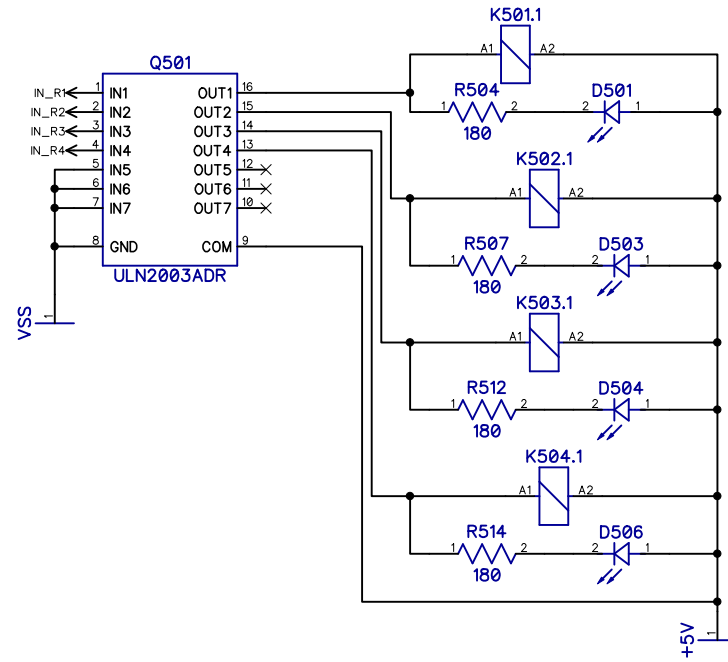 K501.1
A1 A2
Q501
IN_R1 1 IN1 OUT1 16
R504 D501
IN_R2 2 IN2 OUT2 15
1 2 2 1
IN_R3 3 IN3 OUT3 14
180
IN_R4 4 IN4 OUT4 13
K502.1
5 IN5 OUT5 12
6 IN6 OUT6 11
A1 A2
7 IN7 OUT7 10
8 GND COM 9
R507 D503
1 2 2 1
ULN2003ADR
180
K503.1
VSS 1
A1 A2
R512 D504
1 2 2 1
180
K504.1
A1 A2
R514 D506
1 2 2 1
180
+5V 1